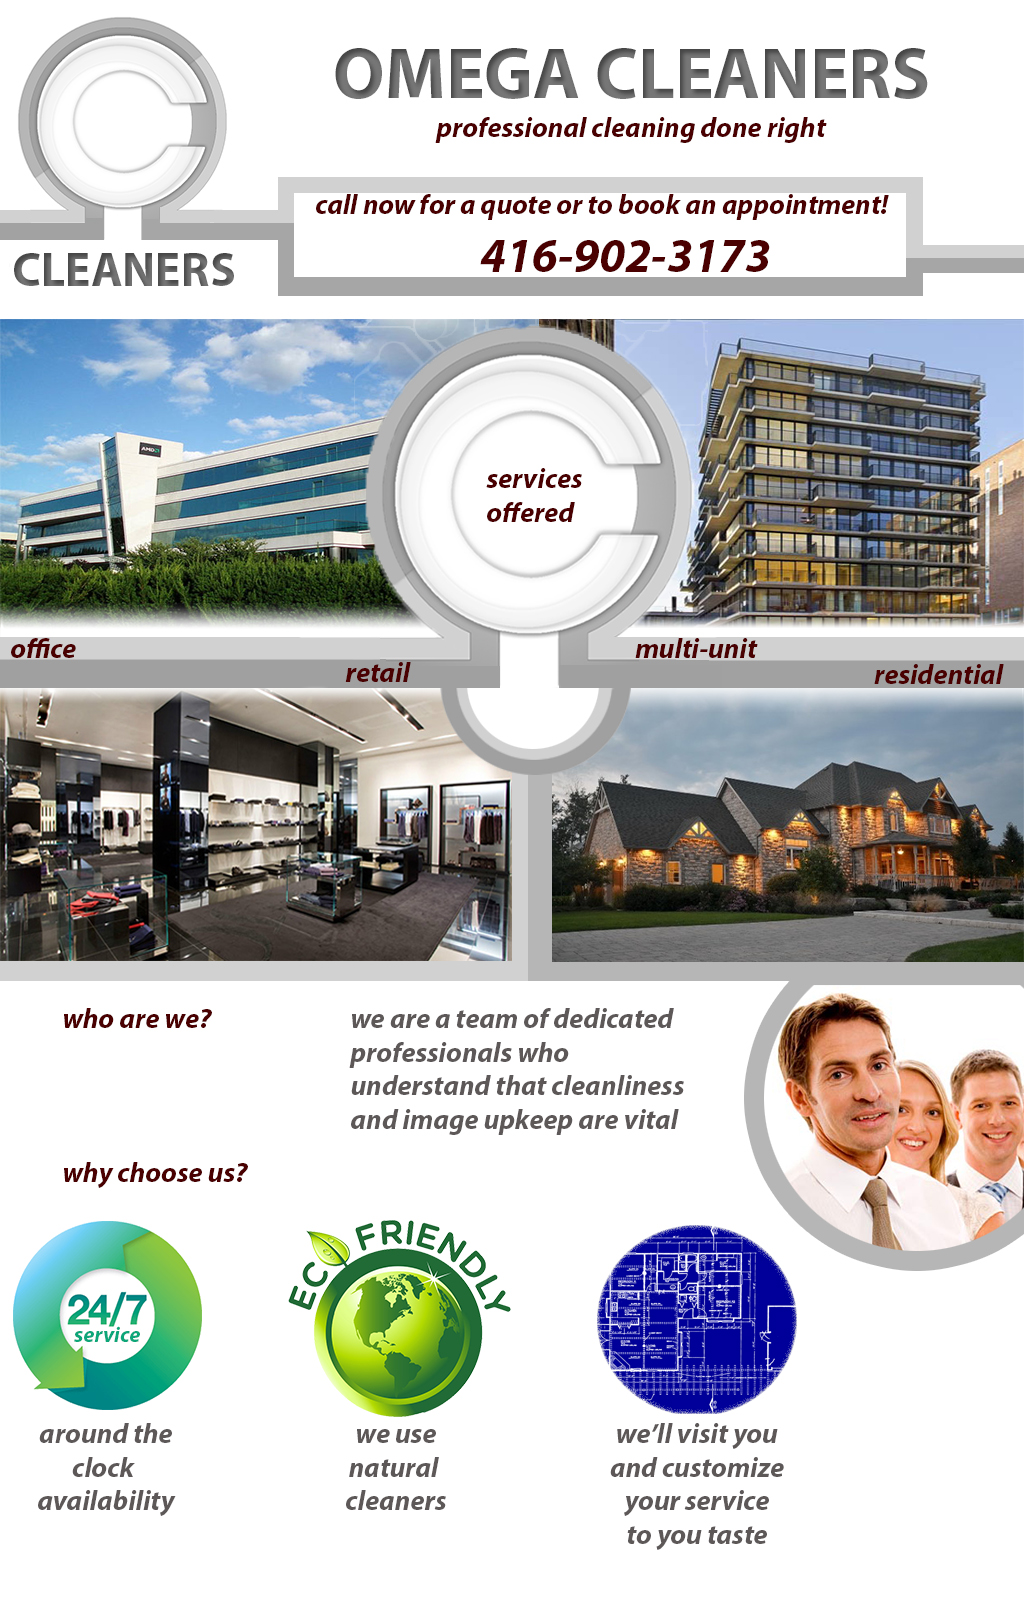 OMEGA CLEANERS
professional cleaning done right
call now for a quote or to book an appointment!
416-902-3173
CLEANERS
AMD
services
offered
office
retail
multi-unit
residential
who are we?
we are a team of dedicated
professionals who
understand that cleanliness
and image upkeep are vital
why choose us?
24/7
service
ECO FRIENDLY
around the
clock
availability
we use
natural
cleaners
we'll visit you
and customize
your service
to you taste